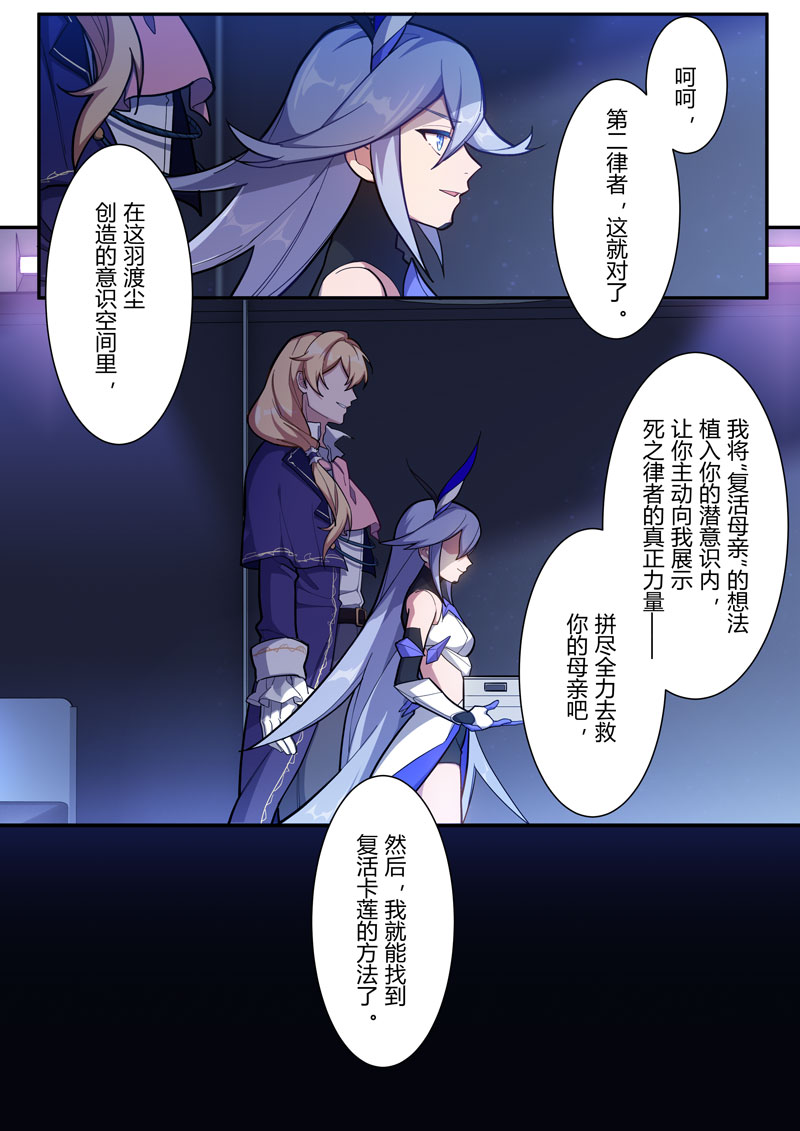 呵呵，
第二律者，这就对了。
在这羽渡尘
创造的意识空间里，
我将“复活母亲”的想法
植入你的潜意识内，
让你主动向我展示
死之律者的真正力量——
拼尽全力去救
你的母亲吧，
然后，我就能找到
复活卡莲的方法了。